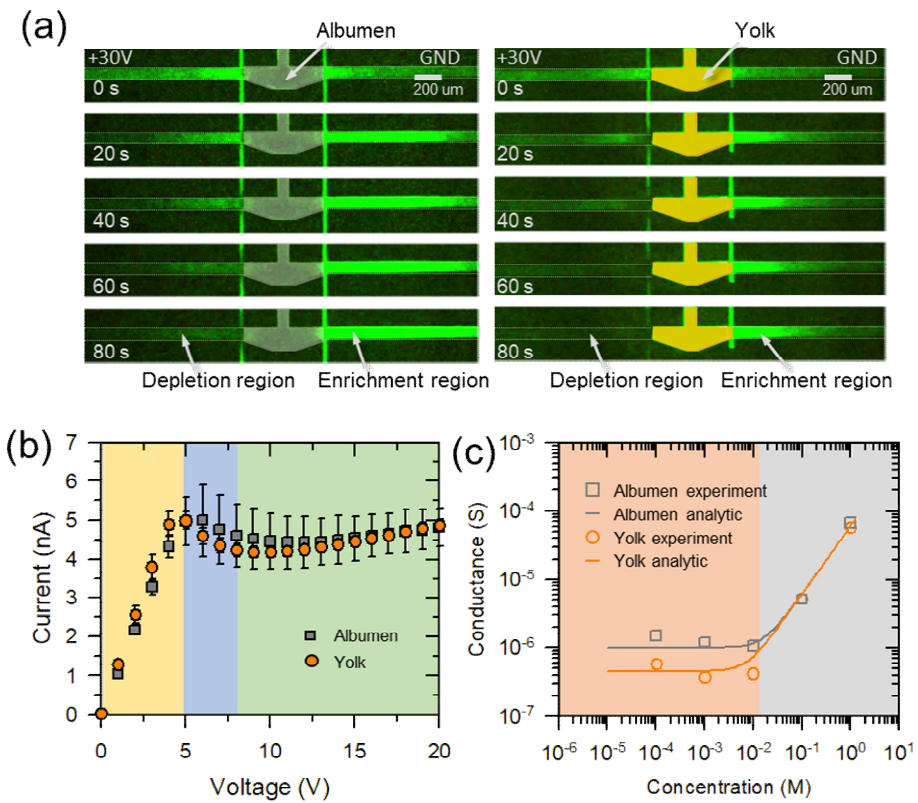 (a)
Albumen
Yolk
+30V
GND
200 um
0 s
20 s
40 s
60 s
80 s
Depletion region
Enrichment region
+30V
GND
200 um
0 s
20 s
40 s
60 s
80 s
Depletion region
Enrichment region
(b)
7
6
5
4
3
2
1
0
Current (nA)
Albumen
Yolk
0
5
10
15
20
Voltage (V)
(c)
10^-3
10^-4
10^-5
10^-6
10^-7
Conductance (S)
Albumen experiment
Albumen analytic
Yolk experiment
Yolk analytic
10^-6
10^-5
10^-4
10^-3
10^-2
10^-1
10^0
10^1
Concentration (M)